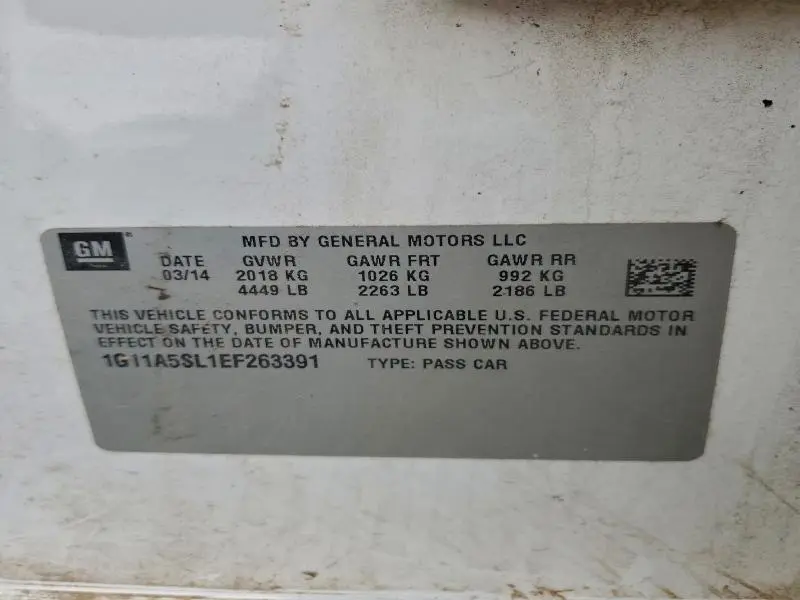 GM
MFD BY GENERAL MOTORS LLC
DATE GVWR GAWR FRT GAWR RR
03/14 2018 KG 1026 KG 992 KG
4449 LB 2263 LB 2186 LB
THIS VEHICLE CONFORMS TO ALL APPLICABLE U.S. FEDERAL MOTOR
VEHICLE SAFETY, BUMPER, AND THEFT PREVENTION STANDARDS IN
EFFECT ON THE DATE OF MANUFACTURE SHOWN ABOVE.
1G11A5SL1EF263391 TYPE: PASS CAR